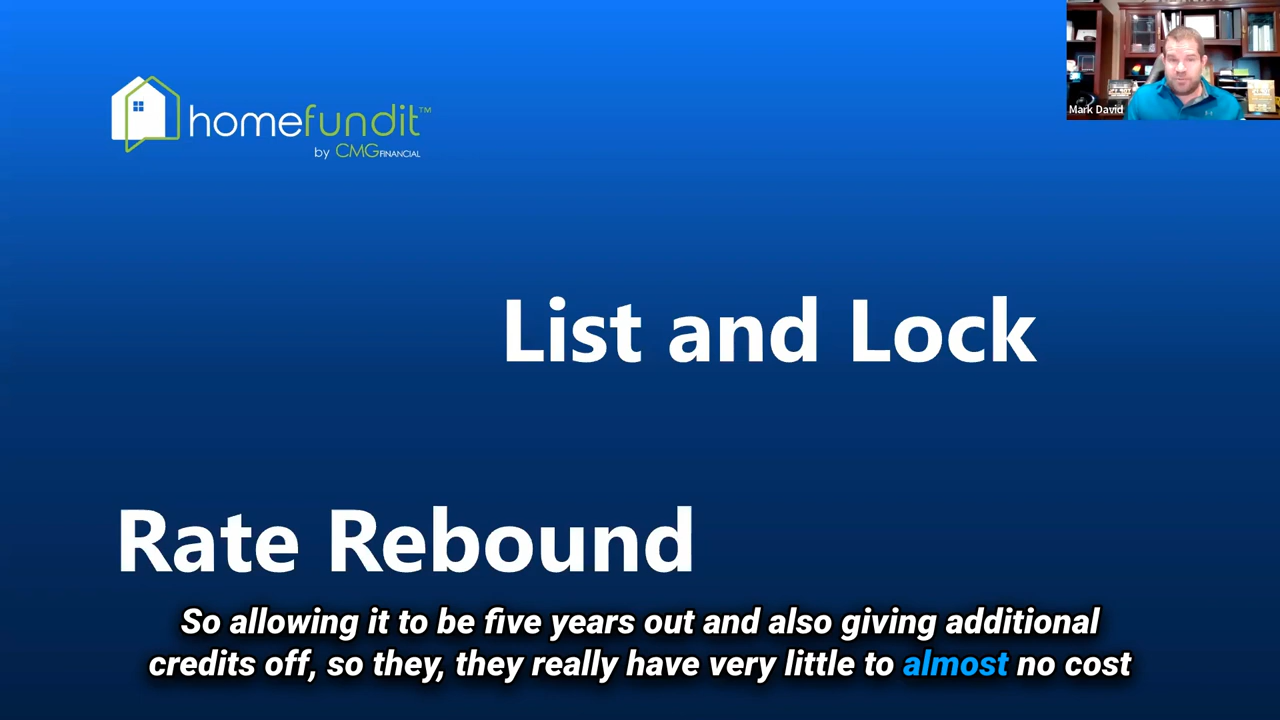 Mark David
homefundit™
by CMG FINANCIAL
List and Lock
Rate Rebound
So allowing it to be five years out and also giving additional
credits off, so they, they really have very little to almost no cost